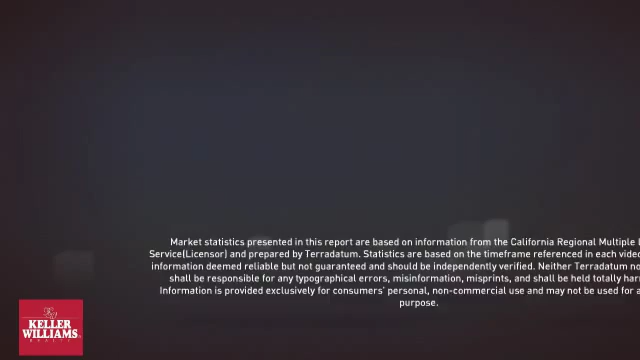 Market statistics presented in this report are based on information from the California Regional Multiple
Service(Licensor) and prepared by Terradatum. Statistics are based on the timeframe referenced in each video
information deemed reliable but not guaranteed and should be independently verified. Neither Terradatum
shall be responsible for any typographical errors, misinformation, misprints, and shall be held totally
Information is provided exclusively for consumers' personal, non-commercial use and may not be used for
purpose.
KELLER
WILLIAMS
REALTY